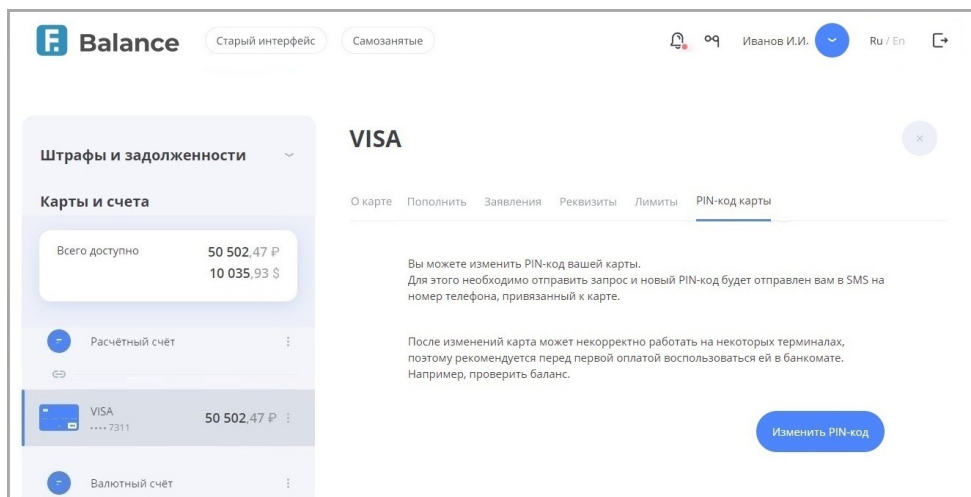 F. Balance
Старый интерфейс
Самозанятые
Иванов И.И.
Ru / En
Штрафы и задолженности
Карты и счета
Всего доступно
50 502,47 ₽
10 035,93 $
Расчётный счёт
VISA
•••• 7311
50 502,47 ₽
Валютный счёт
VISA
О карте
Пополнить
Заявления
Реквизиты
Лимиты
PIN-код карты
Вы можете изменить PIN-код вашей карты.
Для этого необходимо отправить запрос и новый PIN-код будет отправлен вам в SMS на
номер телефона, привязанный к карте.
После изменений карта может некорректно работать на некоторых терминалах,
поэтому рекомендуется перед первой оплатой воспользоваться ей в банкомате.
Например, проверить баланс.
Изменить PIN-код